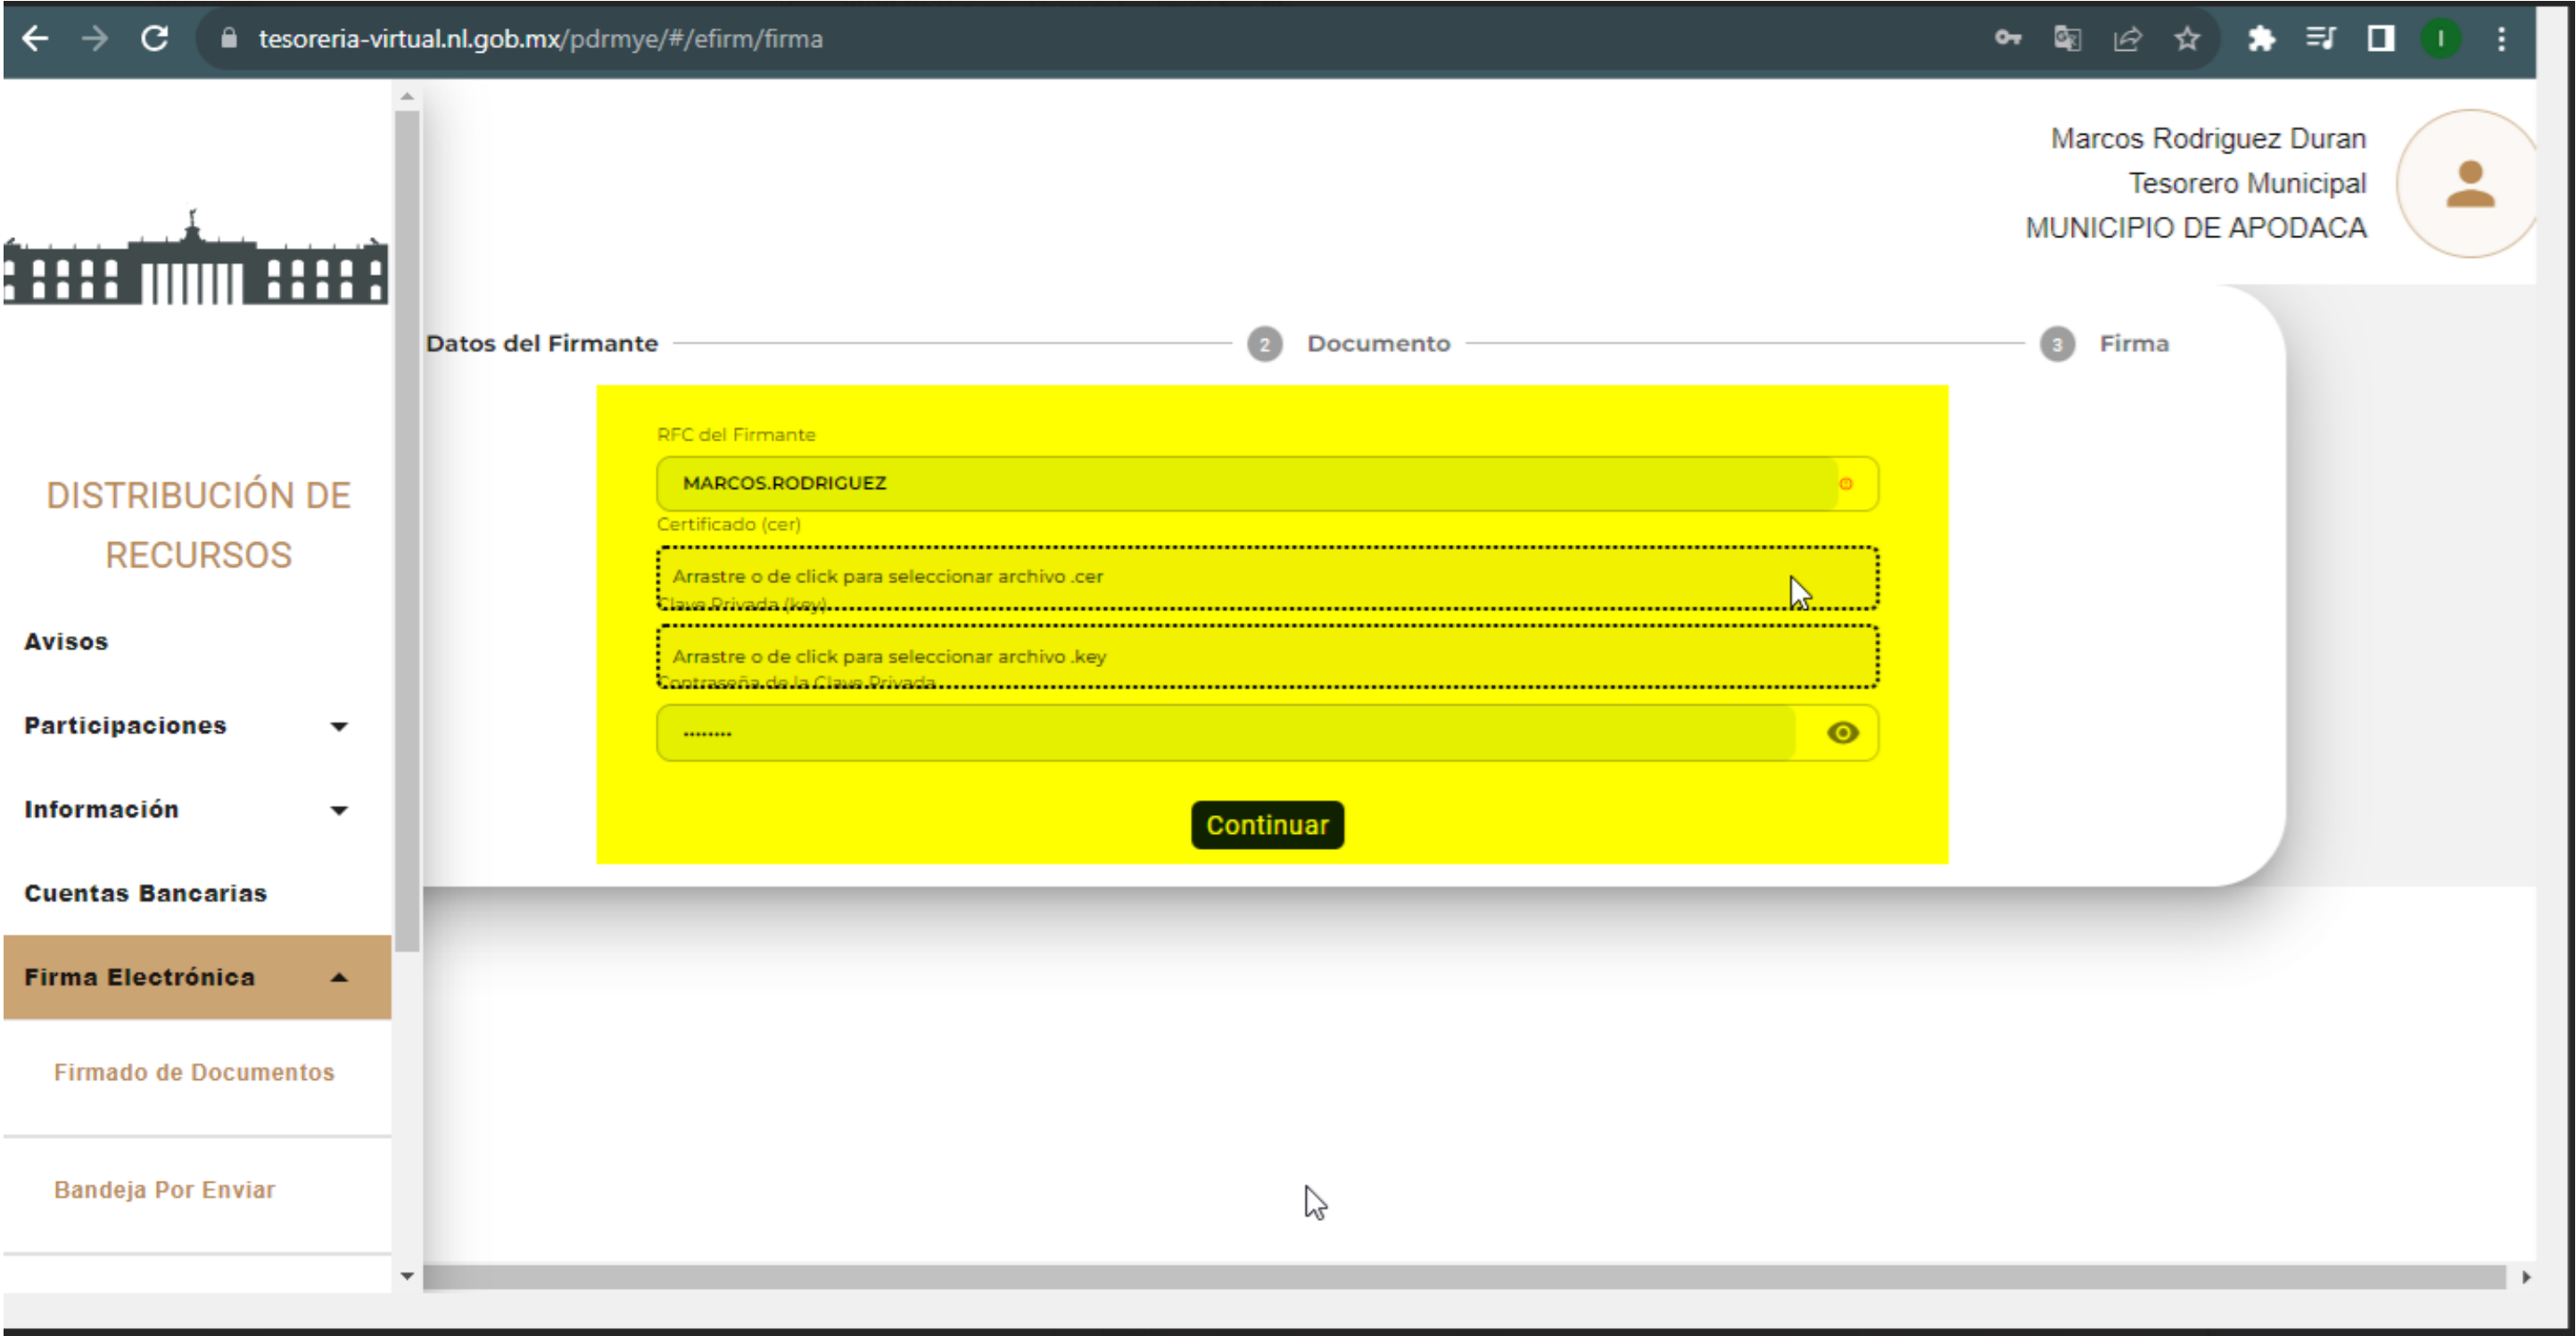 tesoreria-virtual.nl.gob.mx/pdrmye/#/efirm/firma
I
Marcos Rodriguez Duran
Tesorero Municipal
MUNICIPIO DE APODACA
DISTRIBUCIÓN DE
RECURSOS
Avisos
Participaciones
Información
Cuentas Bancarias
Firma Electrónica
Firmado de Documentos
Bandeja Por Enviar
Datos del Firmante
2 Documento
3 Firma
RFC del Firmante
MARCOS.RODRIGUEZ
Certificado (cer)
Arrastre o de click para seleccionar archivo .cer
Clave Privada (key)
Arrastre o de click para seleccionar archivo .key
Contraseña de la Clave Privada
••••••••
Continuar